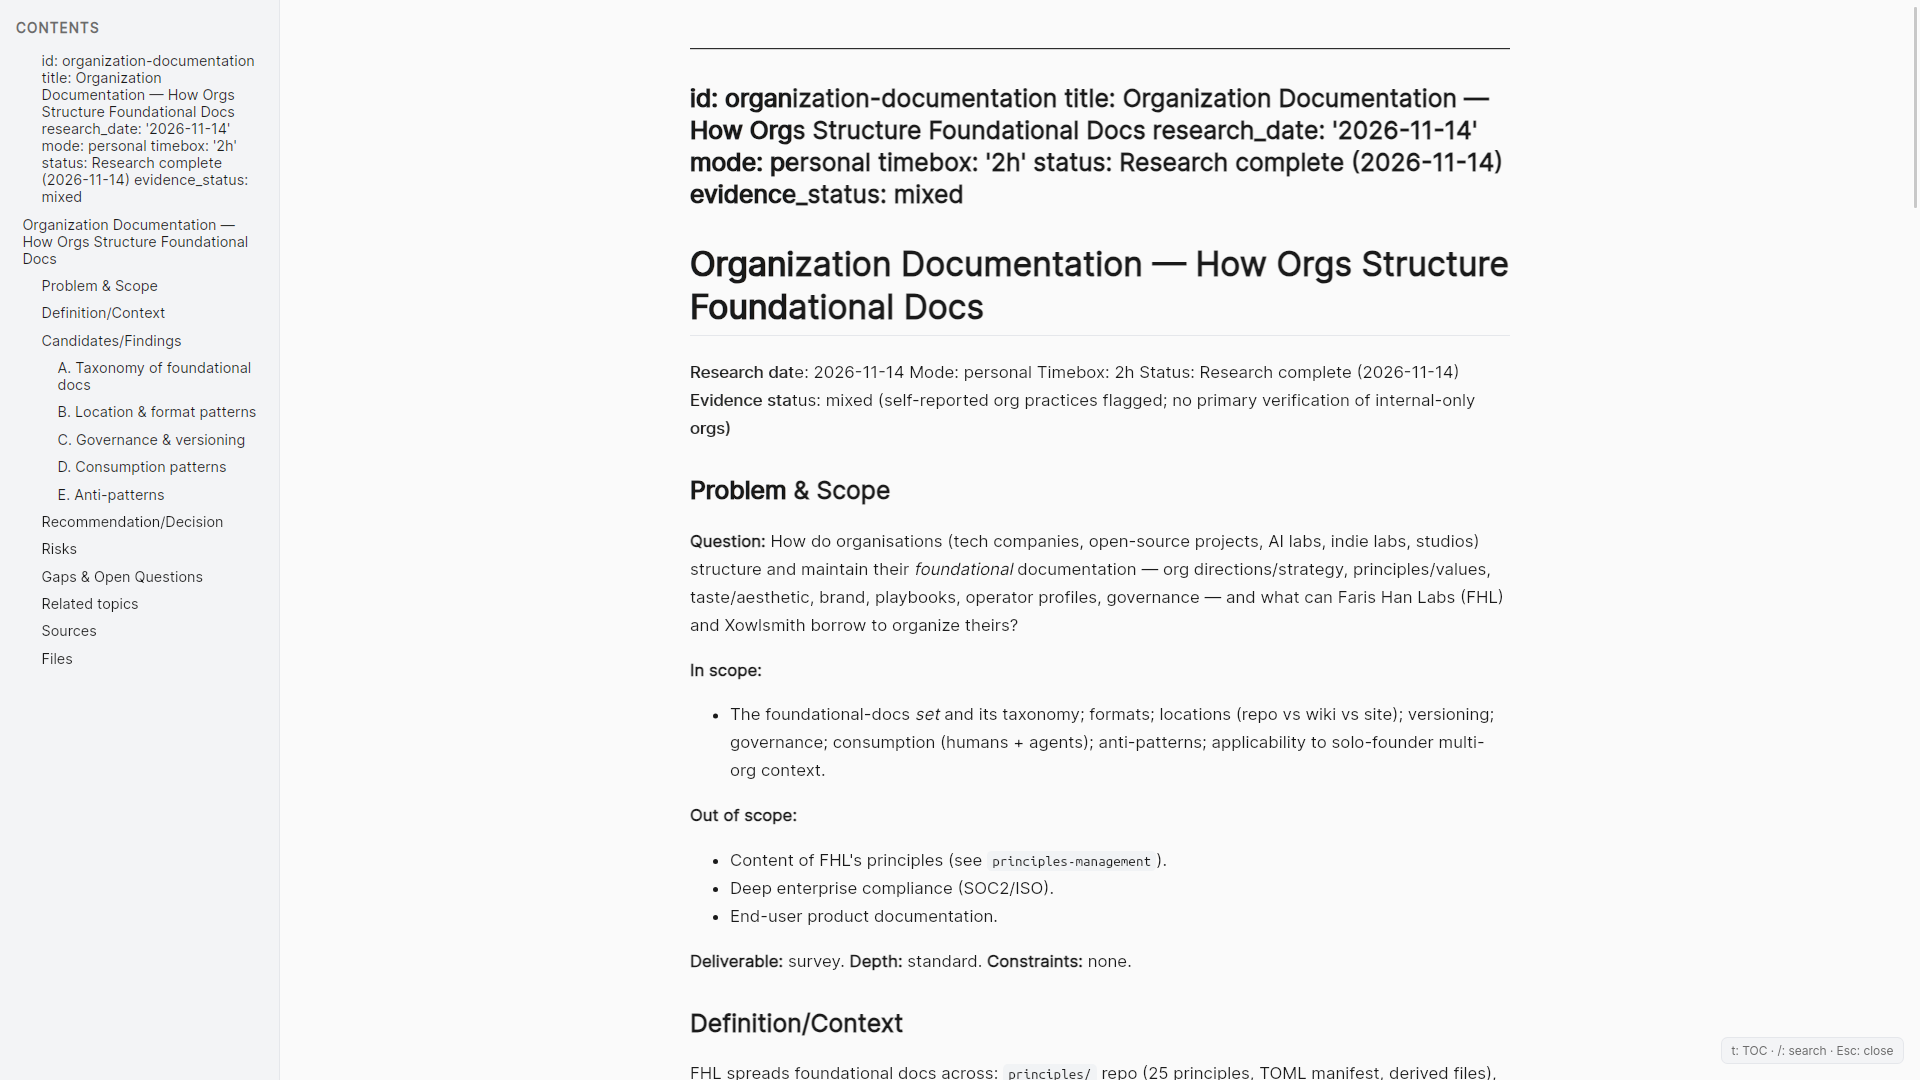 CONTENTS
id: organization-documentation
title: Organization
Documentation — How Orgs
Structure Foundational Docs
research_date: '2026-11-14'
mode: personal timebox: '2h'
status: Research complete
(2026-11-14) evidence_status:
mixed
Organization Documentation —
How Orgs Structure Foundational
Docs
Problem & Scope
Definition/Context
Candidates/Findings
A. Taxonomy of foundational
docs
B. Location & format patterns
C. Governance & versioning
D. Consumption patterns
E. Anti-patterns
Recommendation/Decision
Risks
Gaps & Open Questions
Related topics
Sources
Files
id: organization-documentation title: Organization Documentation —
How Orgs Structure Foundational Docs research_date: '2026-11-14'
mode: personal timebox: '2h' status: Research complete (2026-11-14)
evidence_status: mixed
Organization Documentation — How Orgs Structure
Foundational Docs
Research date: 2026-11-14 Mode: personal Timebox: 2h Status: Research complete (2026-11-14)
Evidence status: mixed (self-reported org practices flagged; no primary verification of internal-only
orgs)
Problem & Scope
Question: How do organisations (tech companies, open-source projects, AI labs, indie labs, studios)
structure and maintain their foundational documentation — org directions/strategy, principles/values,
taste/aesthetic, brand, playbooks, operator profiles, governance — and what can Faris Han Labs (FHL)
and Xowlsmith borrow to organize theirs?
In scope:
• The foundational-docs set and its taxonomy; formats; locations (repo vs wiki vs site); versioning;
governance; consumption (humans + agents); anti-patterns; applicability to solo-founder multi-
org context.
Out of scope:
• Content of FHL's principles (see principles-management ).
• Deep enterprise compliance (SOC2/ISO).
• End-user product documentation.
Deliverable: survey. Depth: standard. Constraints: none.
Definition/Context
FHL spreads foundational docs across: principles/ repo (25 principles, TOML manifest, derived files),
t: TOC · /: search · Esc: close